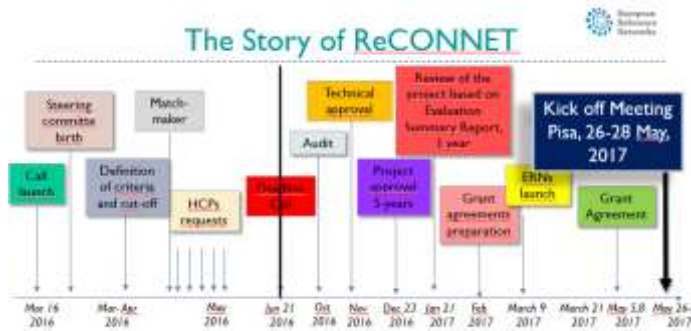 European
Reference
Networks
The Story of ReCONNET
Steering
committe
birth
Match-
maker
Technical
approval
Review of the
project based on
Evaluation
Summary Report,
1 year
Kick off Meeting
Pisa, 26-28 May,
2017
Call
launch
Definition
of criteria
and cut-off
HCPs
requests
Deadline
Call
Audit
Project
approval
5-years
Grant
agreements
preparation
ERNs
launch
Grant
Agreement
Mar 16
2016
Mar-Apr
2016
May
2016
Jun 21
2016
Oct
2016
Nov
2016
Dec 23
2016
Jan 21
2017
Feb
2017
March 9
2017
March 21
2017
May 5,8
2017
May 26-
2017